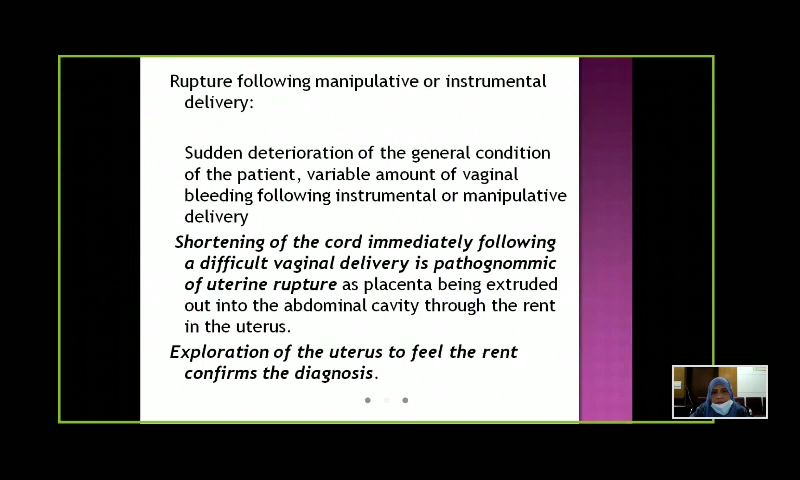 Rupture following manipulative or instrumental
delivery:
Sudden deterioration of the general condition
of the patient, variable amount of vaginal
bleeding following instrumental or manipulative
delivery
Shortening of the cord immediately following
a difficult vaginal delivery is pathognommic
of uterine rupture as placenta being extruded
out into the abdominal cavity through the rent
in the uterus.
Exploration of the uterus to feel the rent
confirms the diagnosis.